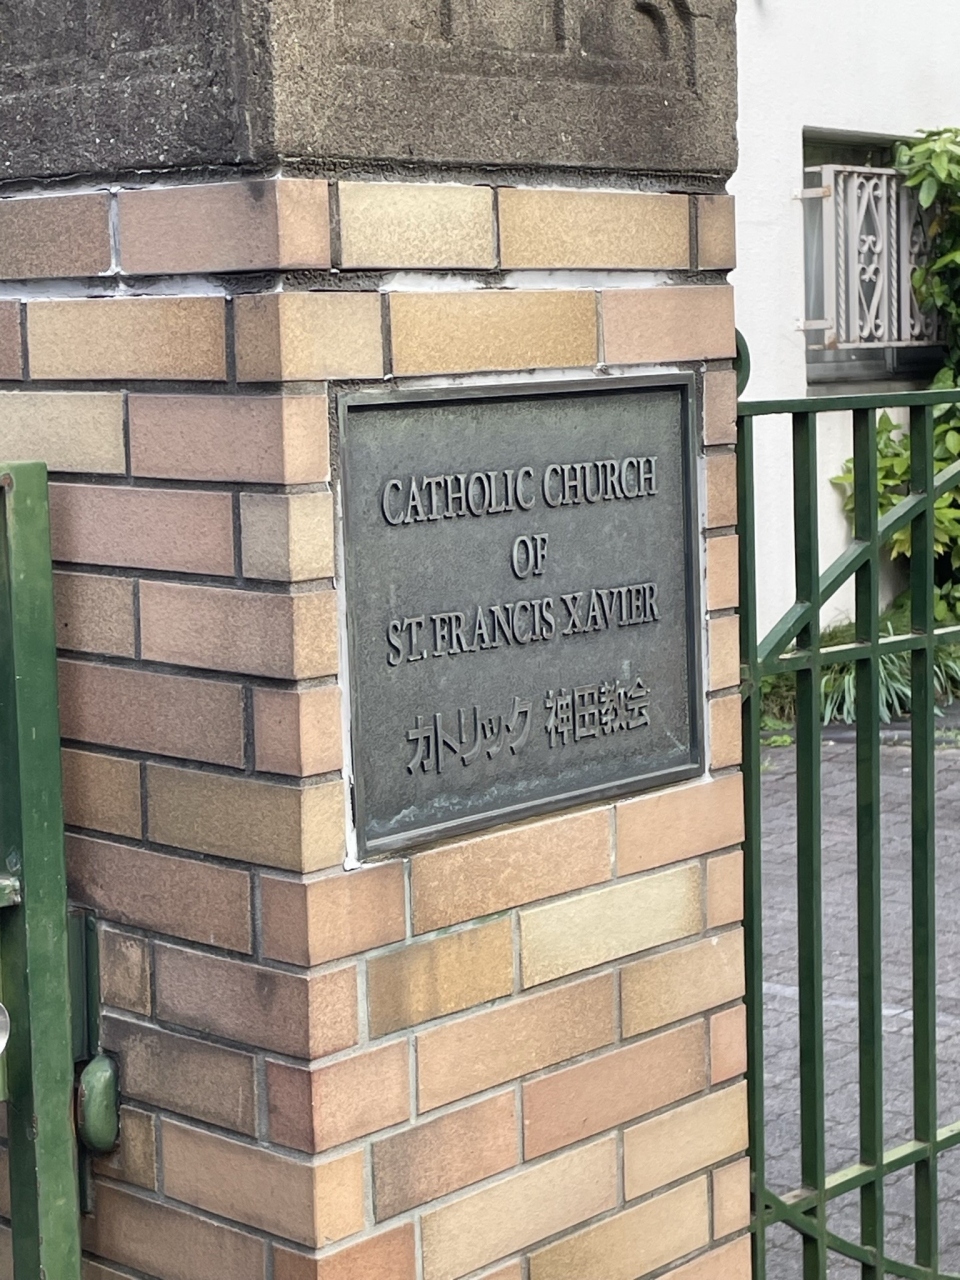 CATHOLIC CHURCH
OF
ST. FRANCIS XAVIER
カトリック 神田教会